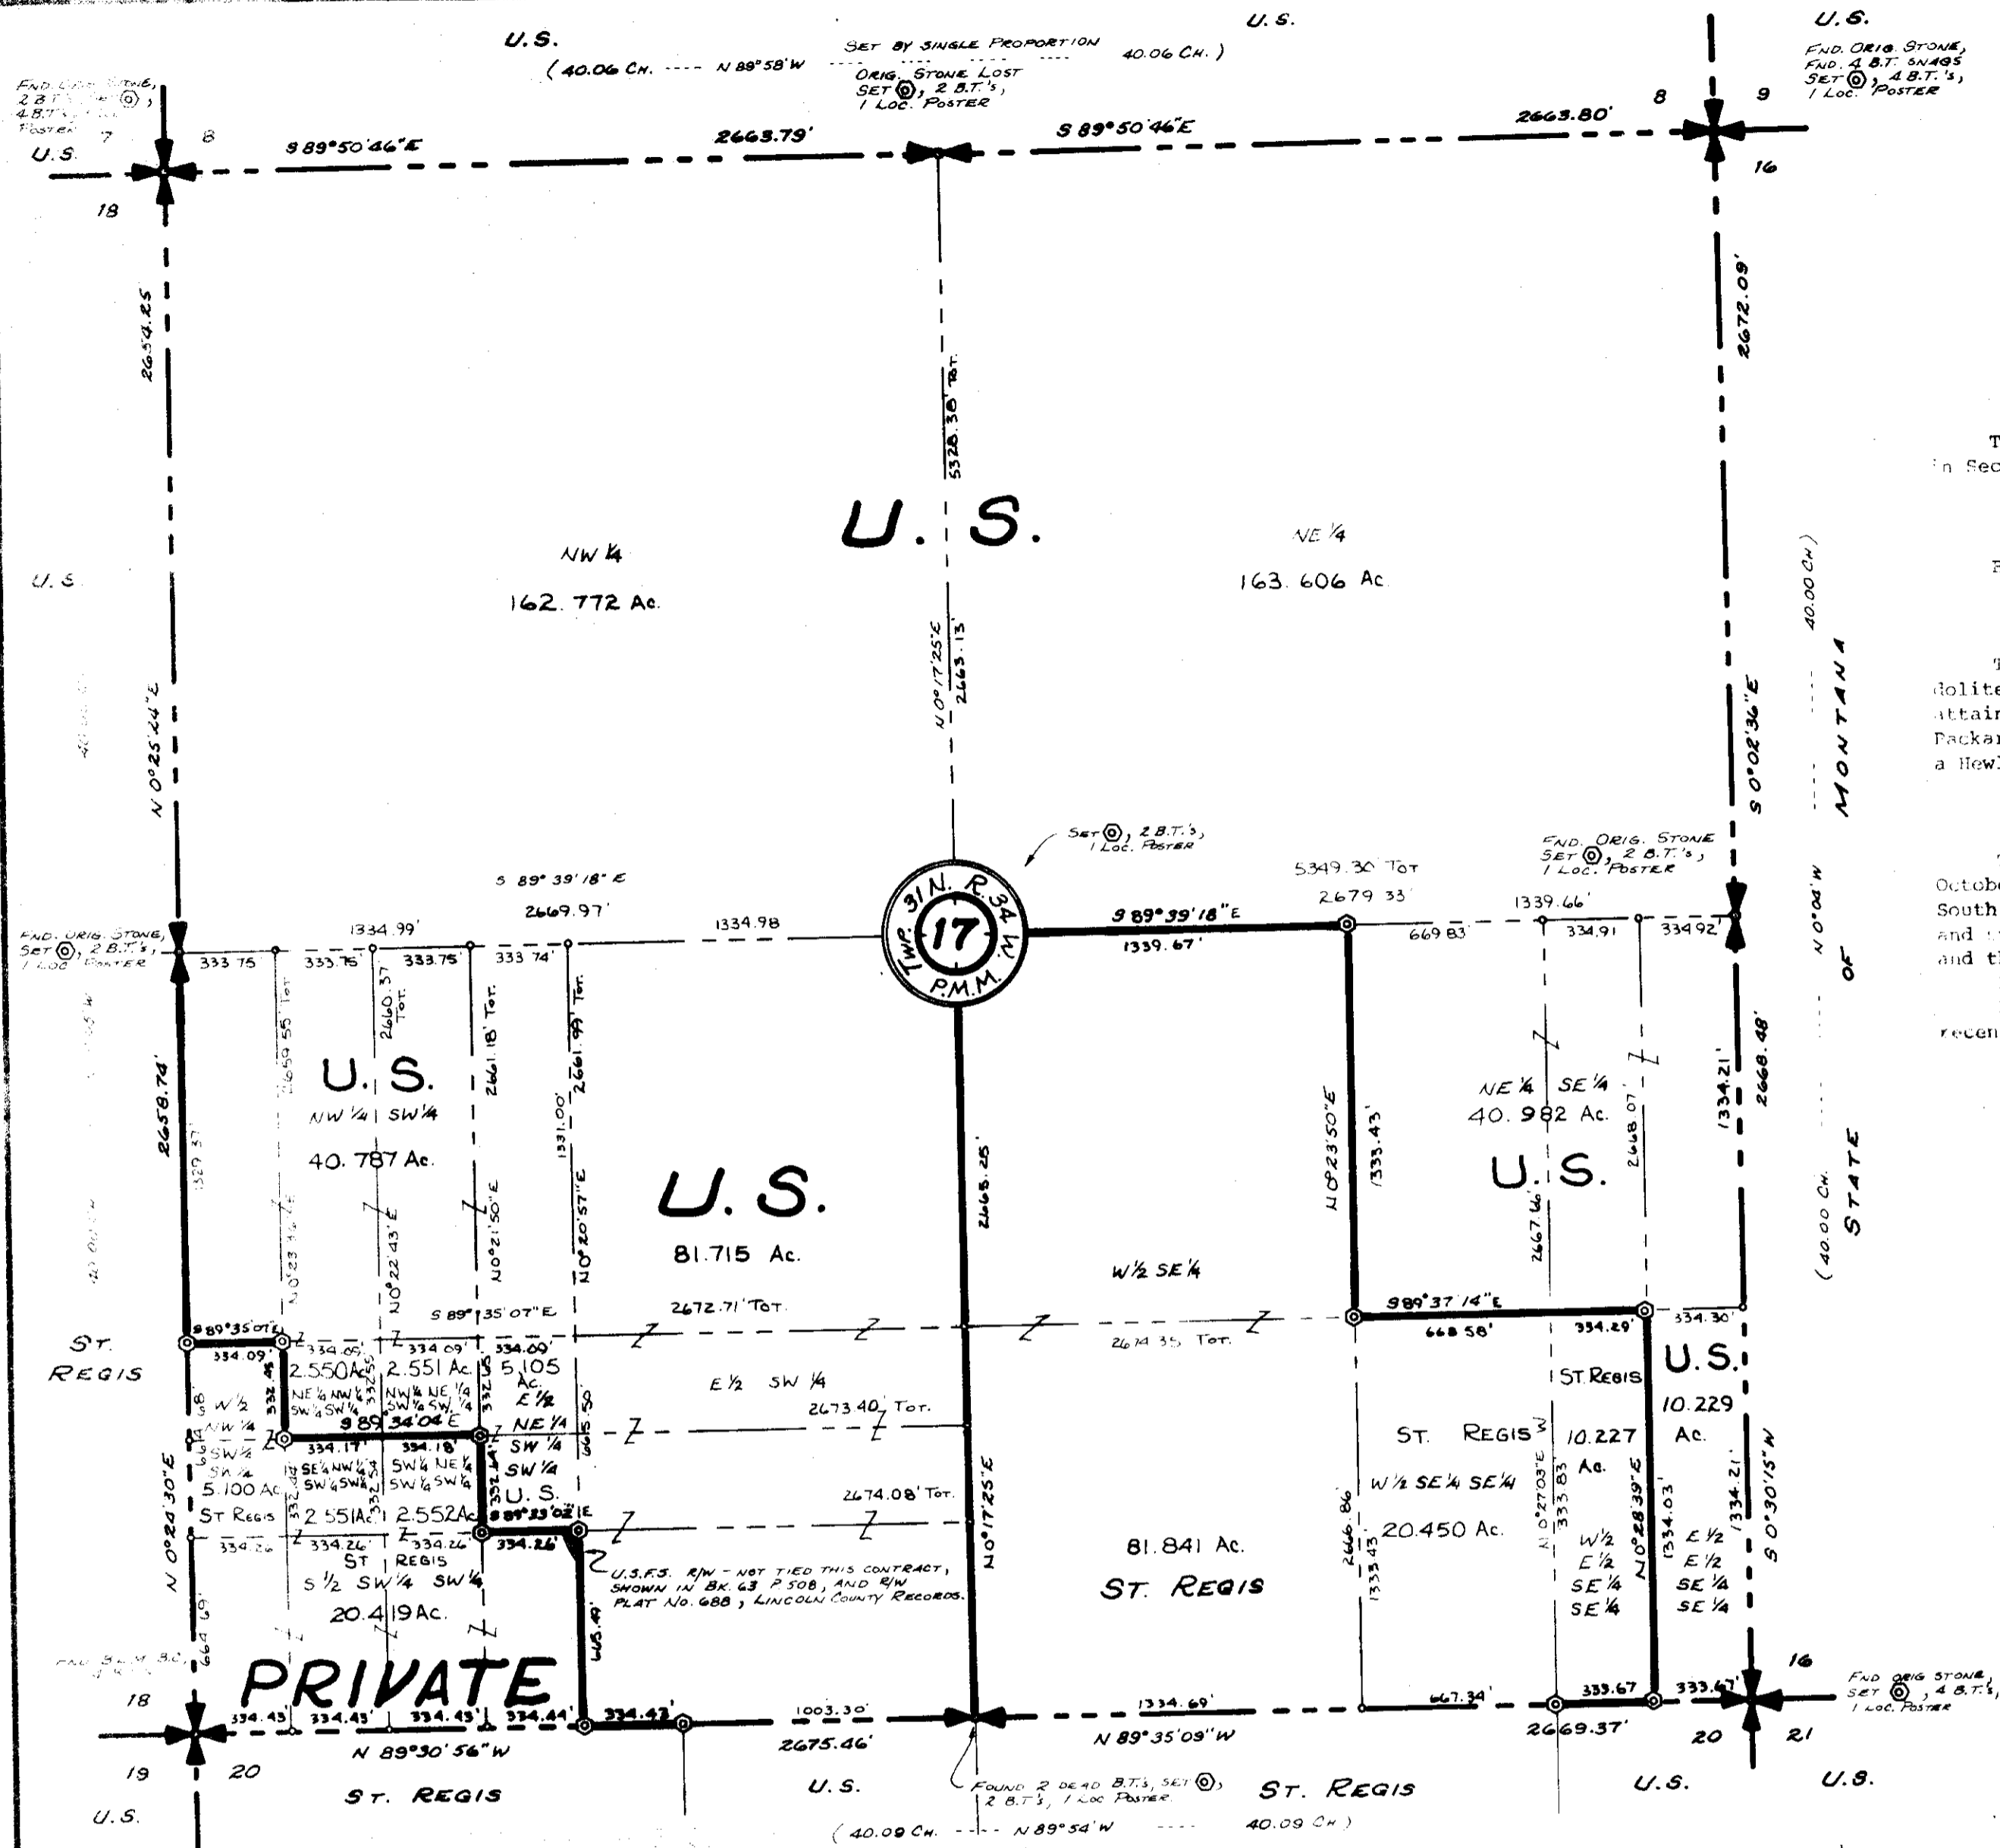 U.S.
U.S.
U.S.
SET BY SINGLE PROPORTION
(40.06 CH. ---- N 89°58'W ---- ---- 40.06 CH.)
ORIG. STONE LOST
SET ⌾, 2 B.T.'s,
1 LOC. POSTER
FND. ORIG. STONE,
FND. 4 B.T. SNAGS
SET ⌾, 4 B.T.'s,
1 LOC. POSTER
POSTER
7
8
U.S.
8
9
S 89°50'46"E
2663.79'
S 89°50'46"E
2663.80'
18
16
2654.25
N 0°25'24"E
5328.38' TOT.
N 0°17'25"E
2663.13'
2672.09'
S 0°02'36"E
U. S.
NW ¼
162.772 Ac.
NE ¼
163.606 Ac.
U.S.
40.00 CH)
N 0°04'W
(40.00 CH.
STATE OF MONTANA
in Sec
attain
a Hewl
Octobe
South
and
recen
SET ⌾, 2 B.T.'s,
1 LOC. POSTER
FND. ORIG. STONE
SET ⌾, 2 B.T.'s,
1 LOC. POSTER
S 89°39'18"E
2669.97'
1334.99'
1334.98
TWP. 31 N. R. 34 W.
17
P.M.M.
5349.30' TOT
2679 33'
S 89°39'18"E
1339.67'
1339.66'
669 83'
334.91
334 92'
FND. ORIG. STONE,
SET ⌾, 2 B.T.'s,
1 LOC POSTER
333.75
333.75'
333.75'
333 74'
2658.74'
1329 37'
2659 55' TOT
2660.37 TOT.
2661.18' TOT.
2661.99' TOT.
1331.00'
U. S.
NW ¼ SW ¼
40.787 Ac.
N 0°22'43"E
N 0°21'50"E
N 0°20'57"E
U. S.
81.715 Ac.
2665.25'
N 0°23'50"E
1333.43'
NE ¼ SE ¼
40.982 Ac.
U. S.
2667.66'
2668.07'
1334.21'
2668.48'
W ½ SE ¼
S 89°35'07"E
2672.71' TOT.
2674 35 TOT.
S 89°37'14"E
668 58'
334.29'
334.30'
ST.
REGIS
S 89°35'07"E
334.09'
334.09'
334 09'
334.09'
2.550 Ac
2.551 Ac.
5.105
AC.
NE ¼ NW ¼
SW ¼ SW ¼
NW ¼ NE ¼
SW ¼ SW ¼
E ½
NE ¼
SW ¼
SW ¼
U.S.
332.45
332.55
665.50'
E ½ SW ¼
2673.40' TOT.
W ½
NW ¼
SW ¼
SW ¼
5.100 AC
ST REGIS
S 89°34'04"E
334.17'
334.18'
SE ¼ NW ¼
SW ¼ SW ¼
SW ¼ NE ¼
SW ¼ SW ¼
2 551 Ac.
2.552 Ac
332.54
2674.08' TOT.
S 89°33'02"E
334.26
334.26'
334.26'
334.26'
ST REGIS
S ½ SW ¼ SW ¼
20.419 Ac.
N 0°24'30"E
664 69'
665.49'
U.S.F.S. R/W - NOT TIED THIS CONTRACT,
SHOWN IN BK. 63 P 508, AND R/W
PLAT NO. 688, LINCOLN COUNTY RECORDS.
N 0°17'25"E
81.841 Ac.
ST. REGIS
2666.86'
1333.43'
ST. REGIS
W ½ SE ¼ SE ¼
20.450 Ac.
ST. REGIS
10.227
Ac.
W ½
E ½
SE ¼
SE ¼
N 0°27'03"E
333.83'
N 0°28'39"E
1334.03'
U.S.
10.229
Ac.
E ½
E ½
SE ¼
SE ¼
1334.21'
S 0°30'15"W
PRIVATE
18
334.43'
334.43'
334.43'
334.44'
334.43'
1003.30'
1334.69'
667.34'
333.67
333.67'
16
FND ORIG STONE,
SET ⌾, 4 B.T.'s,
1 LOC. POSTER
N 89°30'56"W
2675.46'
N 89°35'09"W
2669.37'
19
20
20
21
ST. REGIS
U.S.
FOUND 2 DEAD B.T.'s, SET ⌾,
2 B.T's, 1 LOC POSTER.
ST. REGIS
U.S.
U.S.
U.S.
(40.09 CH. ---- N 89°54'W ---- 40.09 CH)